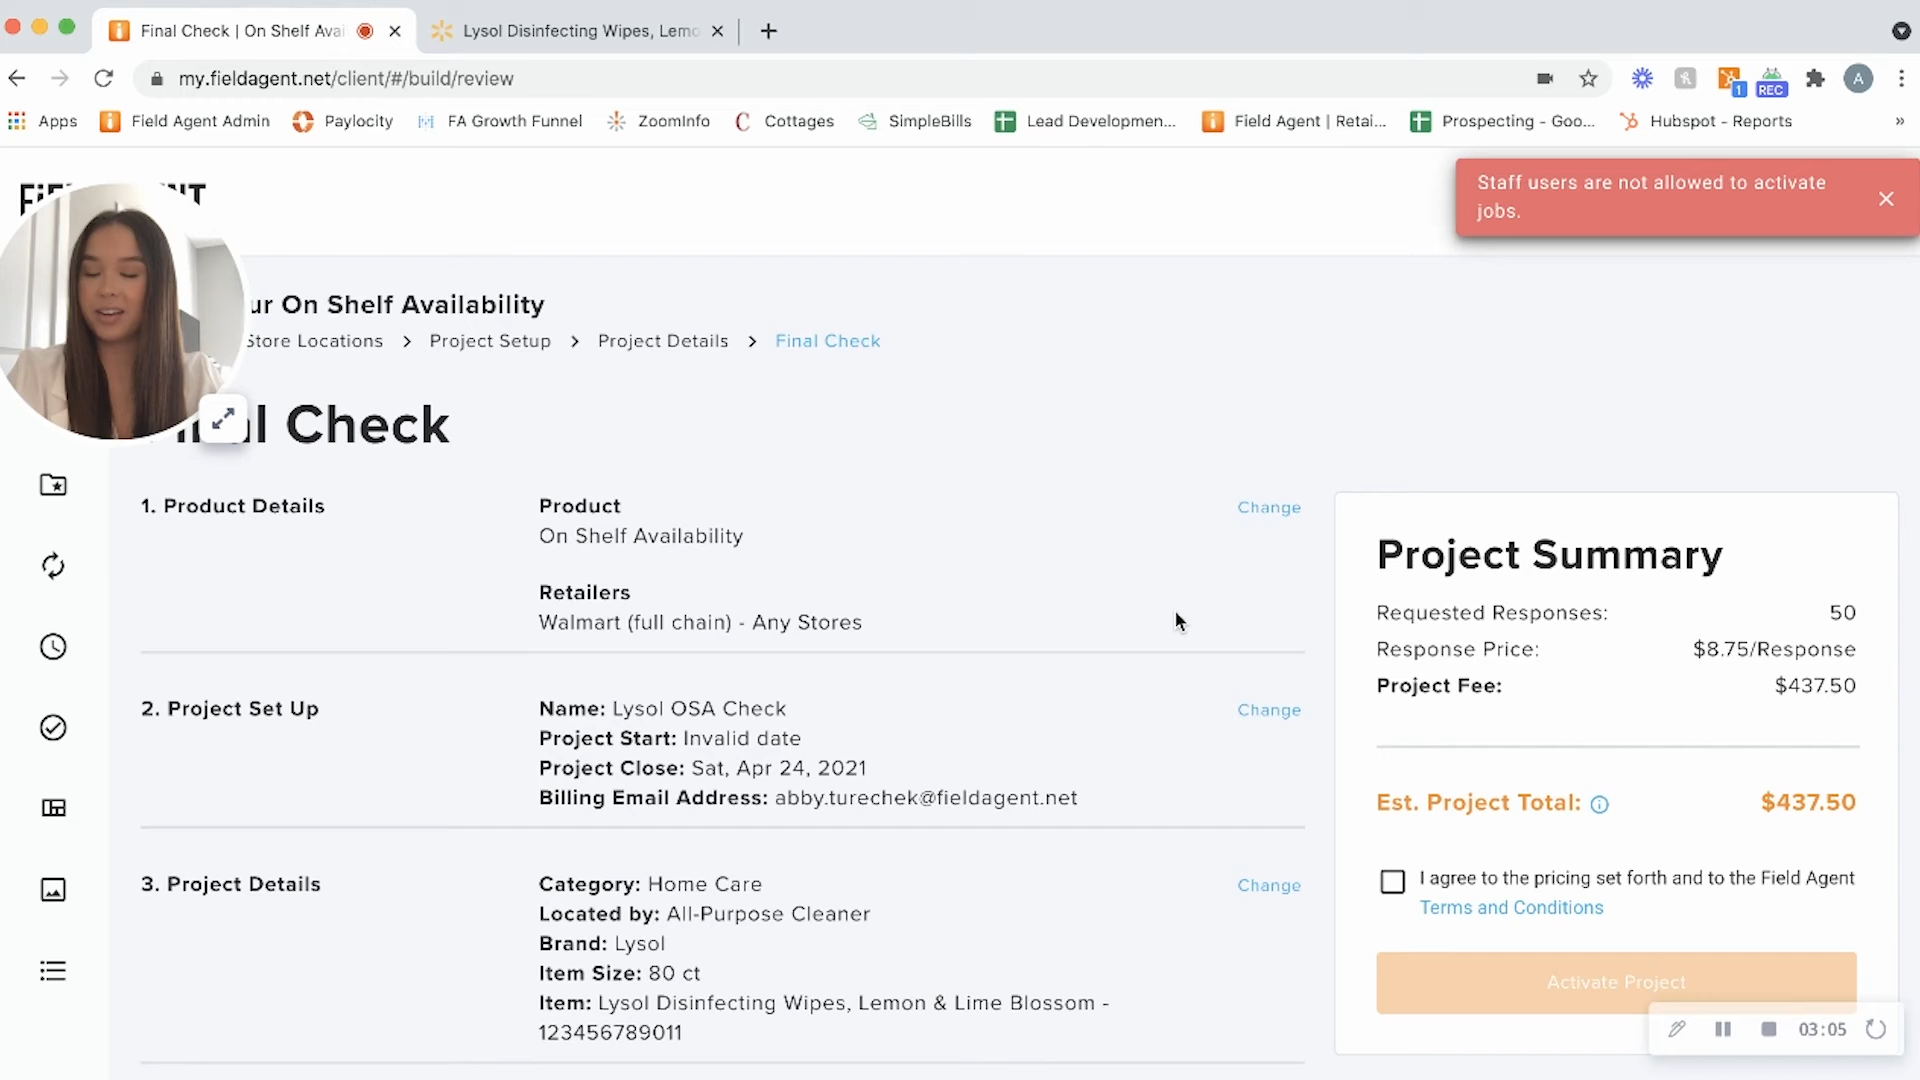 Final Check | On Shelf Avai
Lysol Disinfecting Wipes, Lemo
my.fieldagent.net/client/#/build/review
1
REC
A
Apps
Field Agent Admin
Paylocity
FA Growth Funnel
ZoomInfo
Cottages
SimpleBills
Lead Developmen...
Field Agent | Retai...
Prospecting - Goo...
Hubspot - Reports
»
Staff users are not allowed to activate
jobs.
ur On Shelf Availability
Store Locations > Project Setup > Project Details > Final Check
Check
1. Product Details
Product
Change
On Shelf Availability
Retailers
Walmart (full chain) - Any Stores
2. Project Set Up
Name: Lysol OSA Check
Change
Project Start: Invalid date
Project Close: Sat, Apr 24, 2021
Billing Email Address: abby.turechek@fieldagent.net
3. Project Details
Category: Home Care
Change
Located by: All-Purpose Cleaner
Brand: Lysol
Item Size: 80 ct
Item: Lysol Disinfecting Wipes, Lemon & Lime Blossom -
123456789011
Project Summary
Requested Responses: 50
Response Price: $8.75/Response
Project Fee: $437.50
Est. Project Total: $437.50
I agree to the pricing set forth and to the Field Agent
Terms and Conditions
Activate Project
03:05